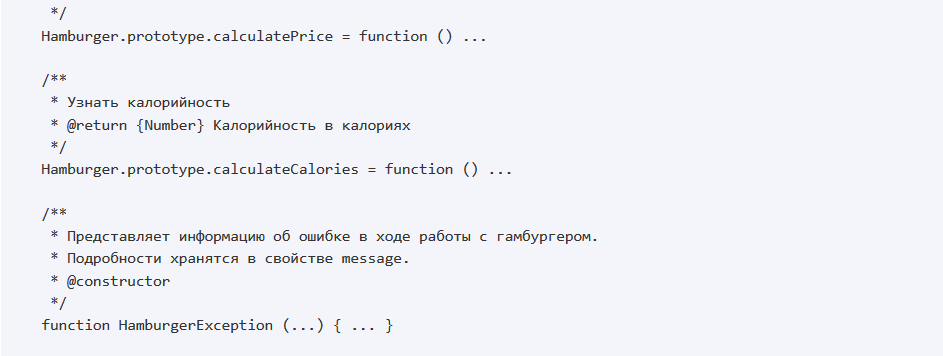 */
Hamburger.prototype.calculatePrice = function () ...
/**
* Узнать калорийность
* @return {Number} Калорийность в калориях
*/
Hamburger.prototype.calculateCalories = function () ...
/**
* Представляет информацию об ошибке в ходе работы с гамбургером.
* Подробности хранятся в свойстве message.
* @constructor
*/
function HamburgerException (...) { ... }